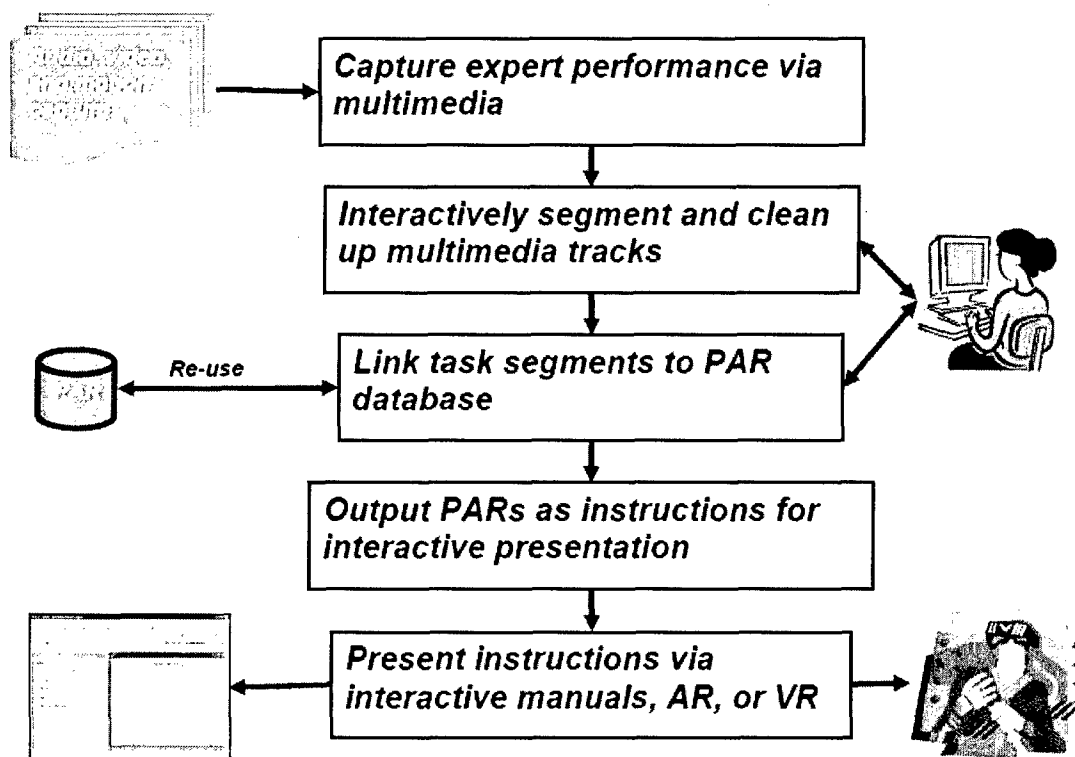 Capture expert performance via
multimedia
Interactively segment and clean
up multimedia tracks
Re-use
Link task segments to PAR
database
Output PARs as instructions for
interactive presentation
Present instructions via
interactive manuals, AR, or VR